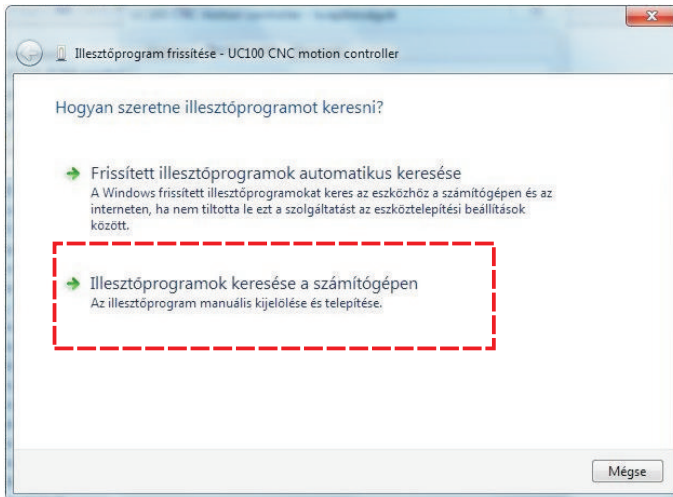 Illesztőprogram frissítése - UC100 CNC motion controller
Hogyan szeretne illesztőprogramot keresni?
Frissített illesztőprogramok automatikus keresése
A Windows frissített illesztőprogramokat keres az eszközhöz a számítógépen és az
interneten, ha nem tiltotta le ezt a szolgáltatást az eszköztelepítési beállítások
között.
Illesztőprogramok keresése a számítógépen
Az illesztőprogram manuális kijelölése és telepítése.
Mégse